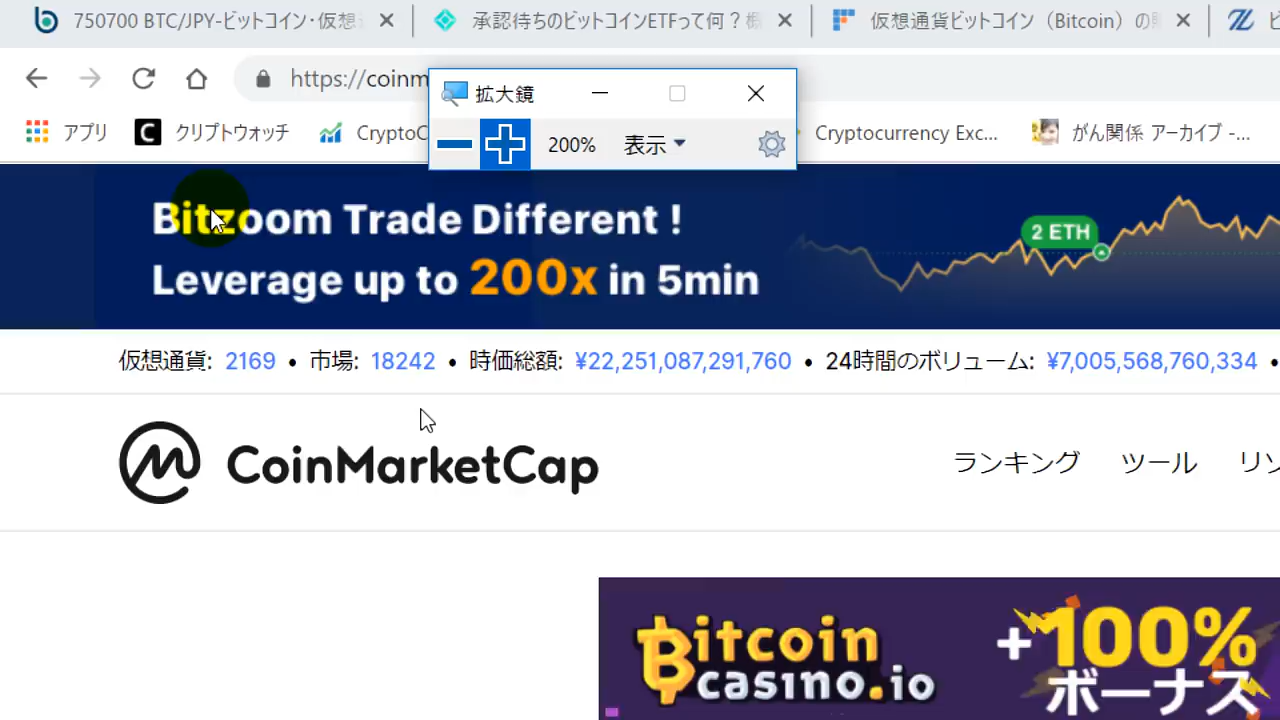 750700 BTC/JPY-ビットコイン・仮想
承認待ちのビットコインETFって何？概
仮想通貨ビットコイン（Bitcoin）の
https://coinm
拡大鏡
200%
表示
アプリ
クリプトウォッチ
CryptoC
Cryptocurrency Exc...
がん関係 アーカイブ -...
Bitzoom Trade Different !
Leverage up to 200x in 5min
2 ETH
仮想通貨: 2169 • 市場: 18242 • 時価総額: ¥22,251,087,291,760 • 24時間のボリューム: ¥7,005,568,760,334 •
CoinMarketCap
ランキング
ツール
リソ
Bitcoin
casino.io
+100%
ボーナス